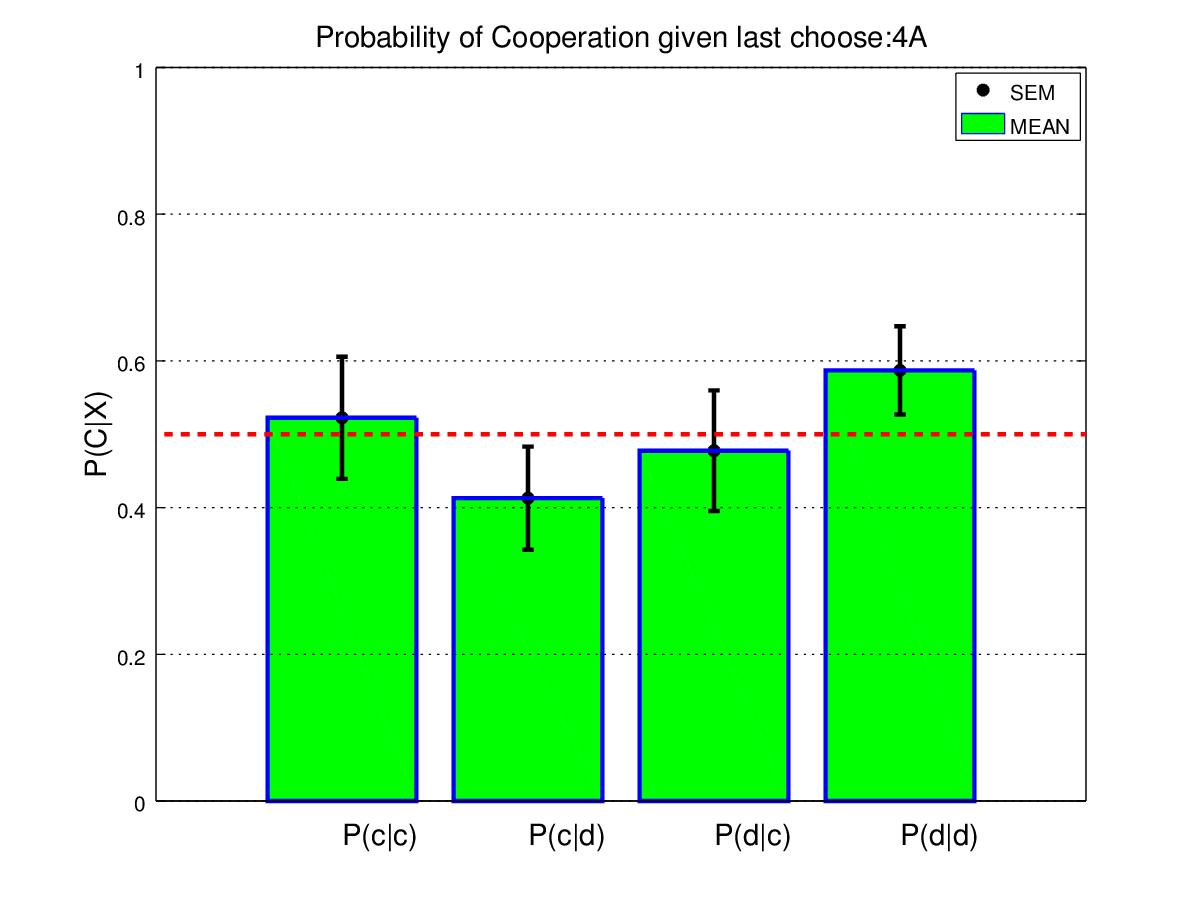 Probability of Cooperation given last choose:4A
SEM
MEAN
1
0.8
0.6
0.4
0.2
0
P(C|X)
P(c|c)
P(c|d)
P(d|c)
P(d|d)